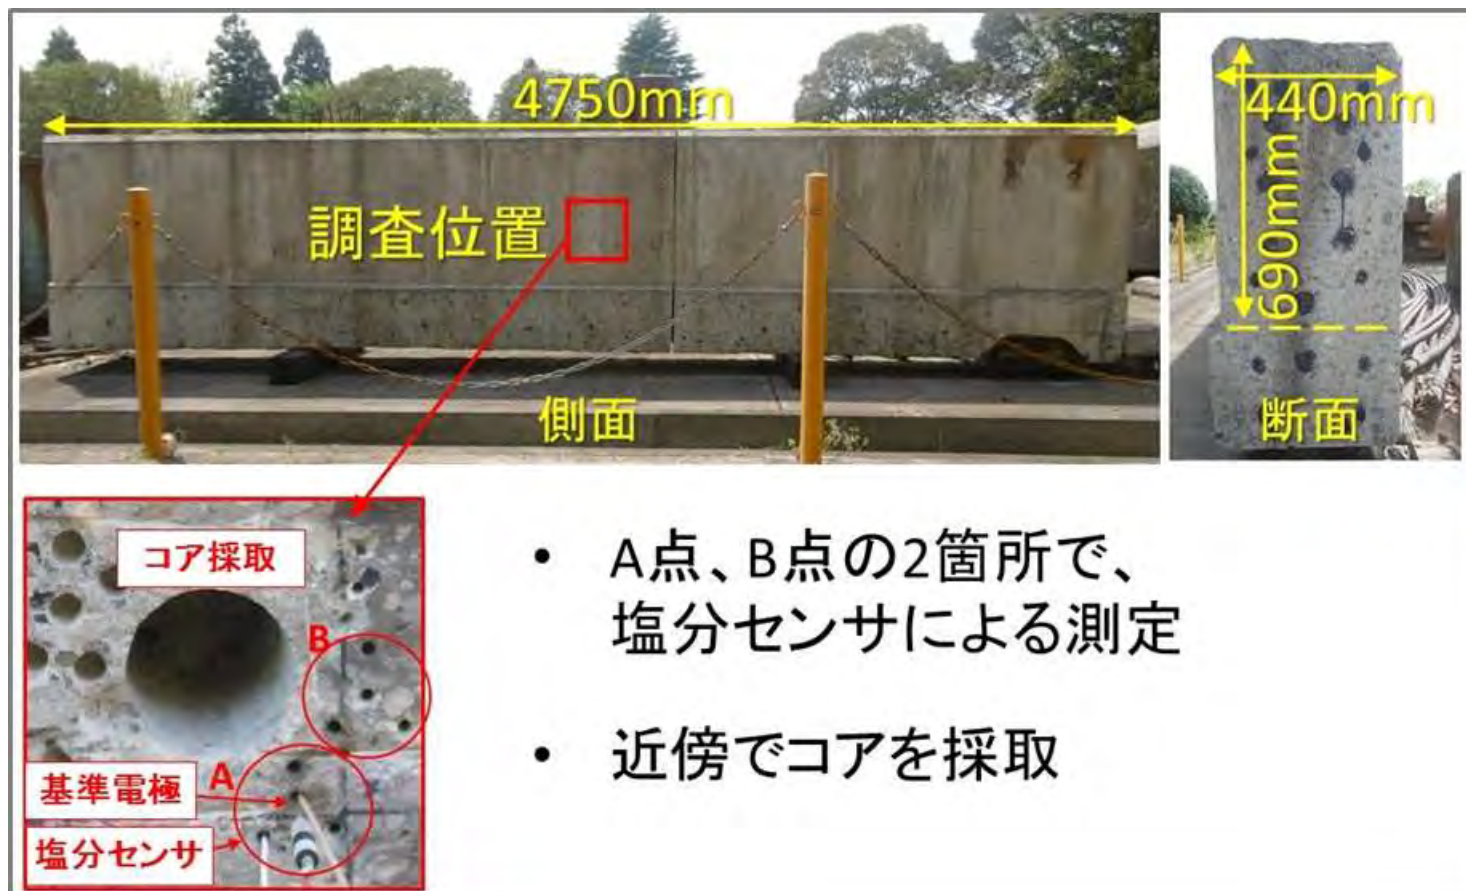 4750mm
440mm
690mm
調査位置
側面
断面
コア採取
B
A
基準電極
塩分センサ
• A点、B点の2箇所で、
塩分センサによる測定
• 近傍でコアを採取